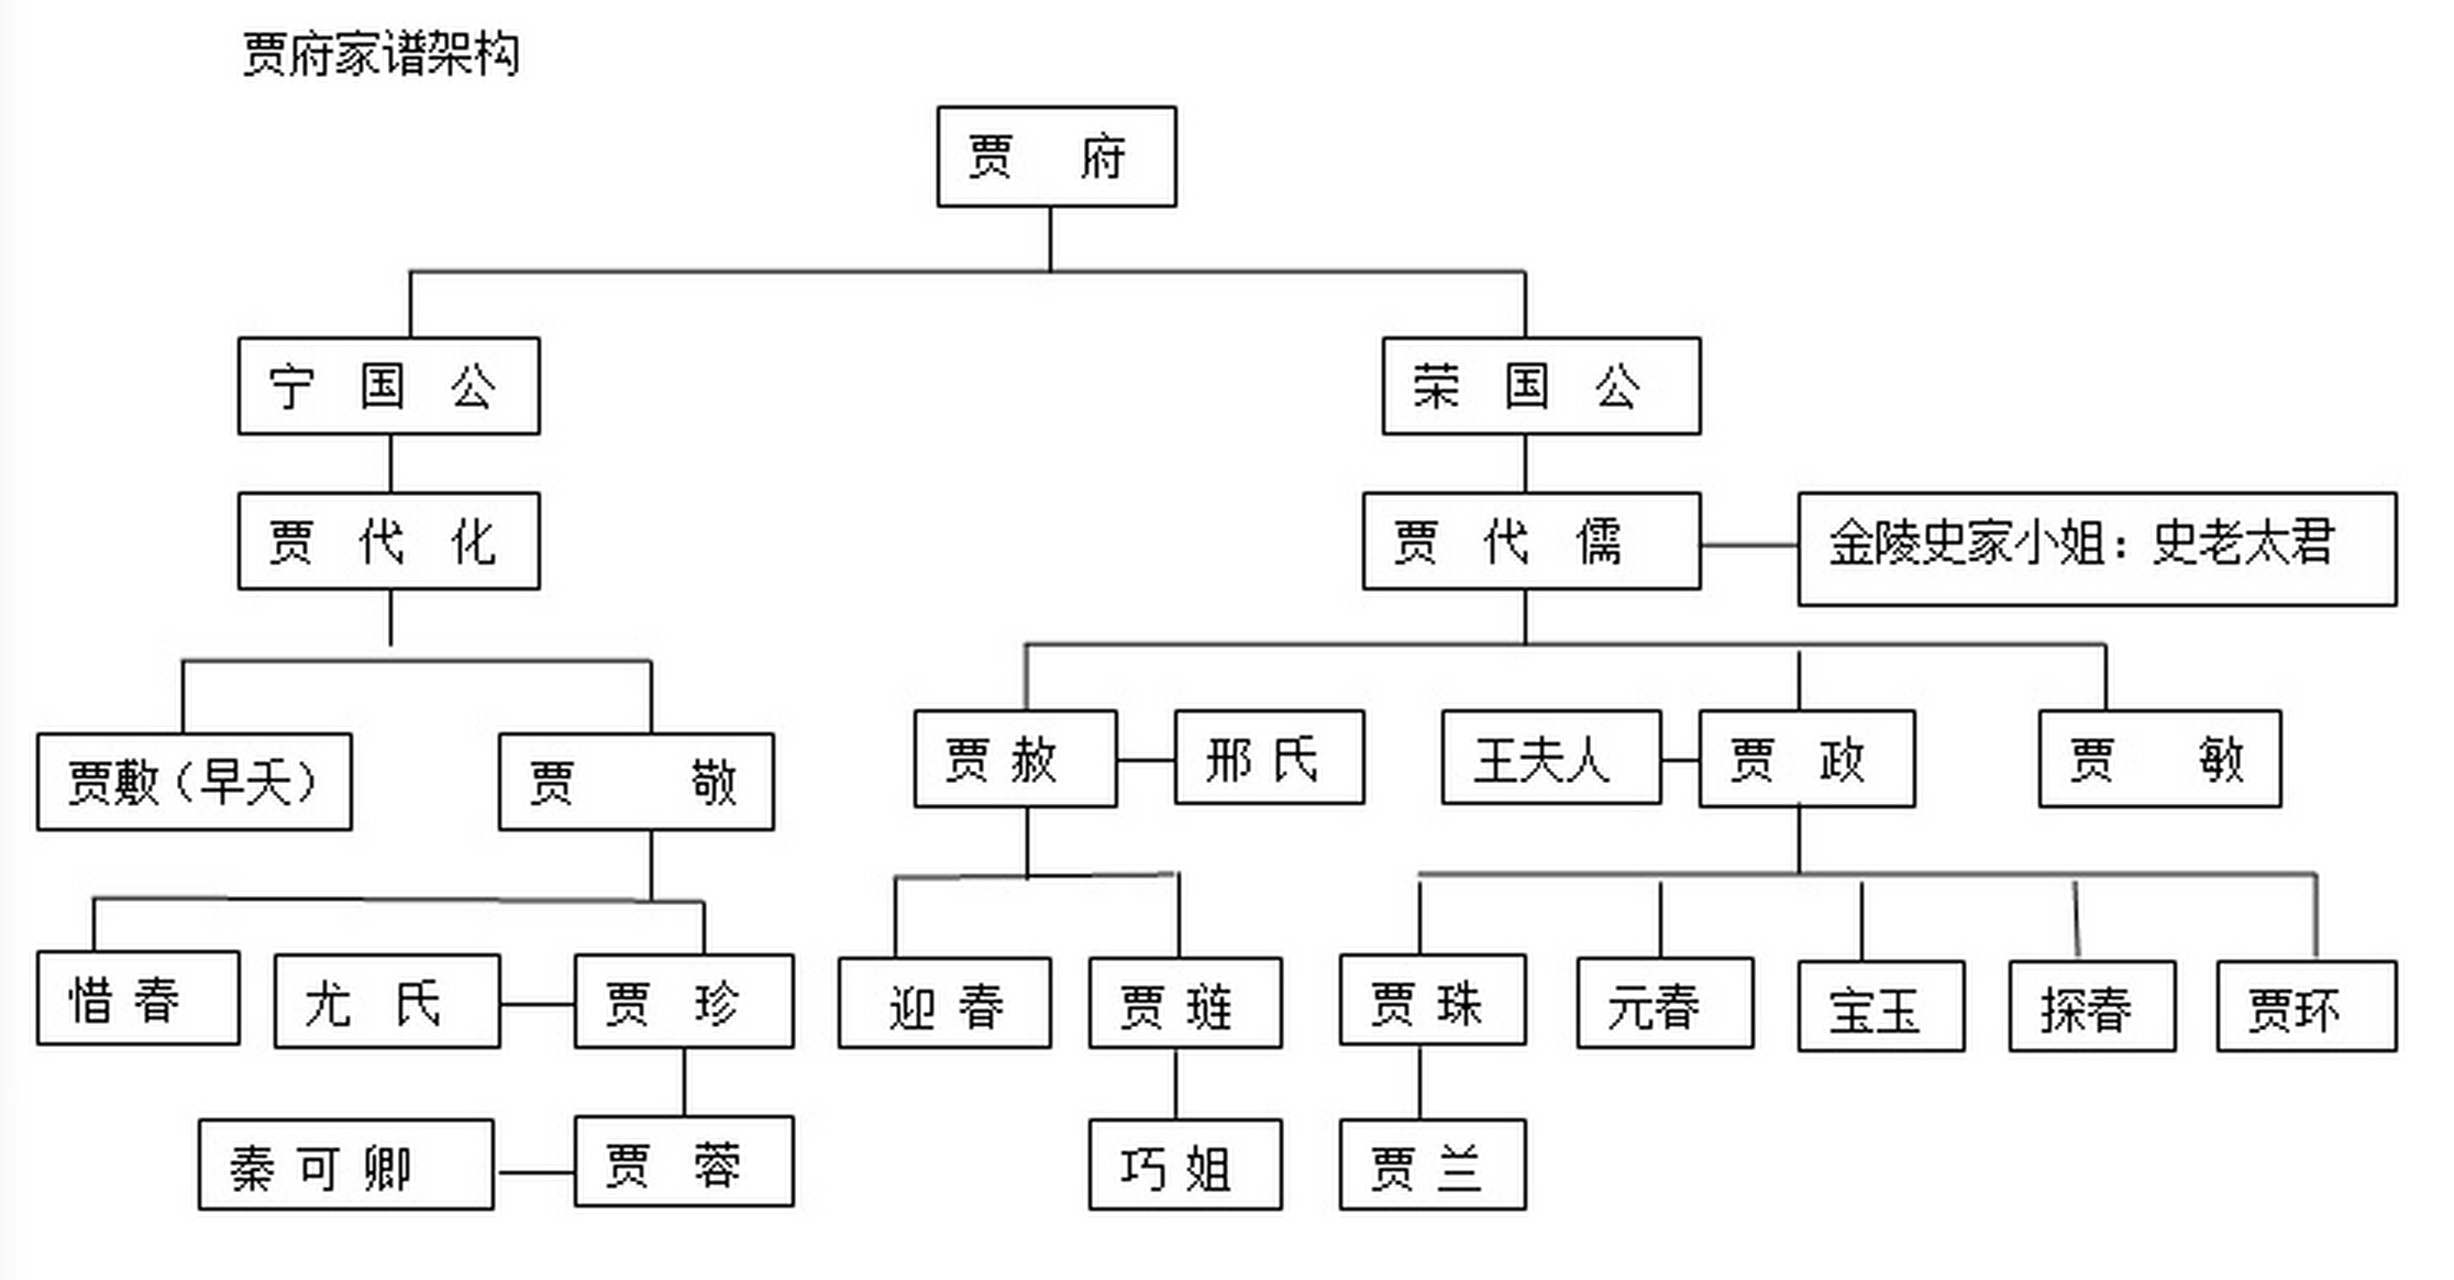 贾府家谱架构
贾 府
宁 国 公
荣 国 公
贾 代 化
贾 代 儒
金陵史家小姐：史老太君
贾敷（早夭）
贾 敬
贾 赦
邢 氏
王夫人
贾 政
贾 敏
惜 春
尤 氏
贾 珍
迎 春
贾 琏
贾 珠
元春
宝玉
探春
贾环
秦 可 卿
贾 蓉
巧 姐
贾 兰